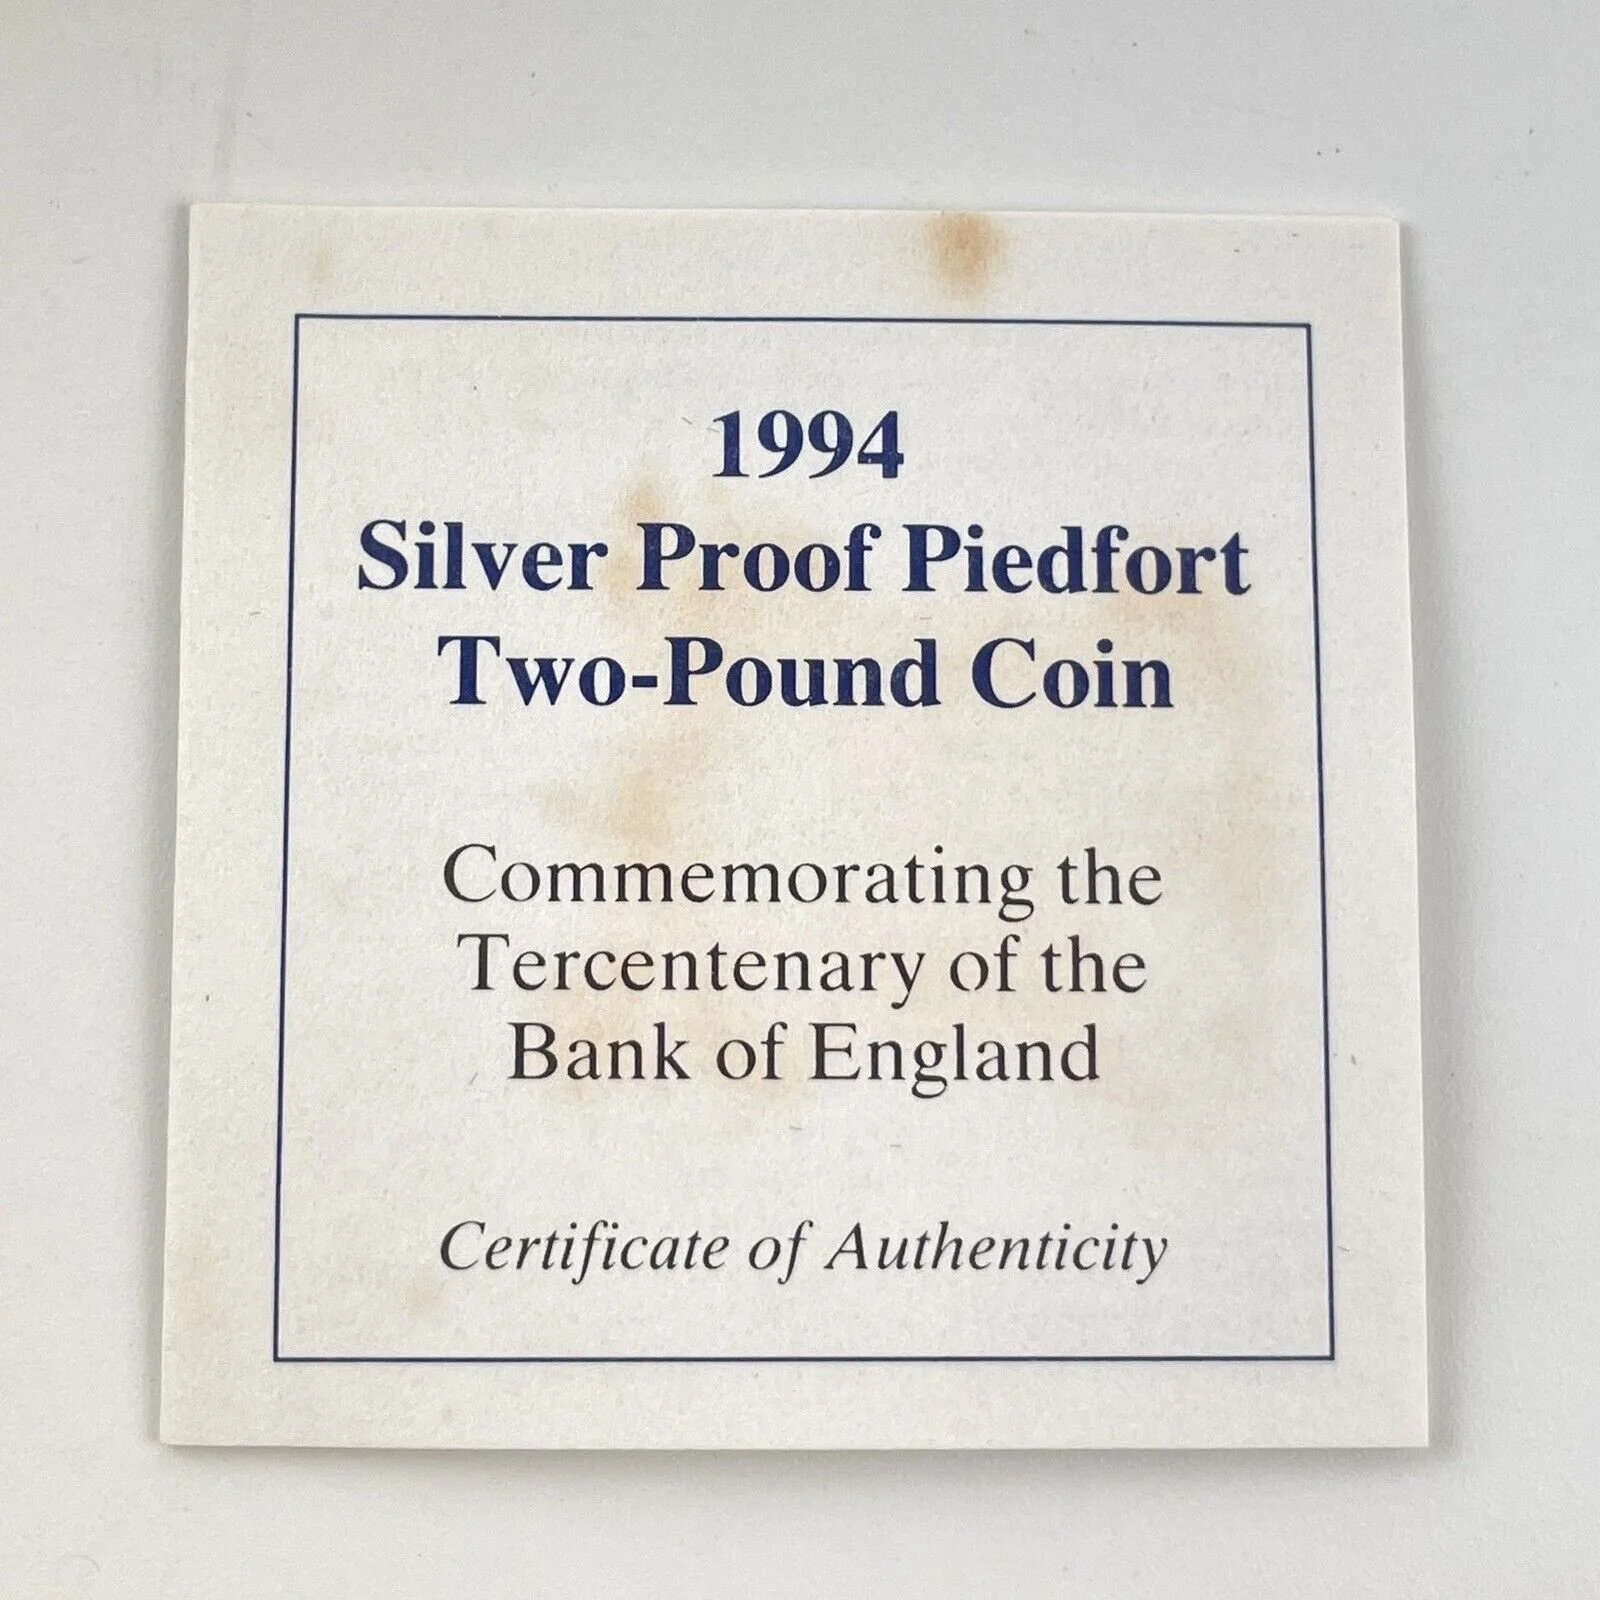 1994
Silver Proof Piedfort
Two-Pound Coin
Commemorating the
Tercentenary of the
Bank of England
Certificate of Authenticity